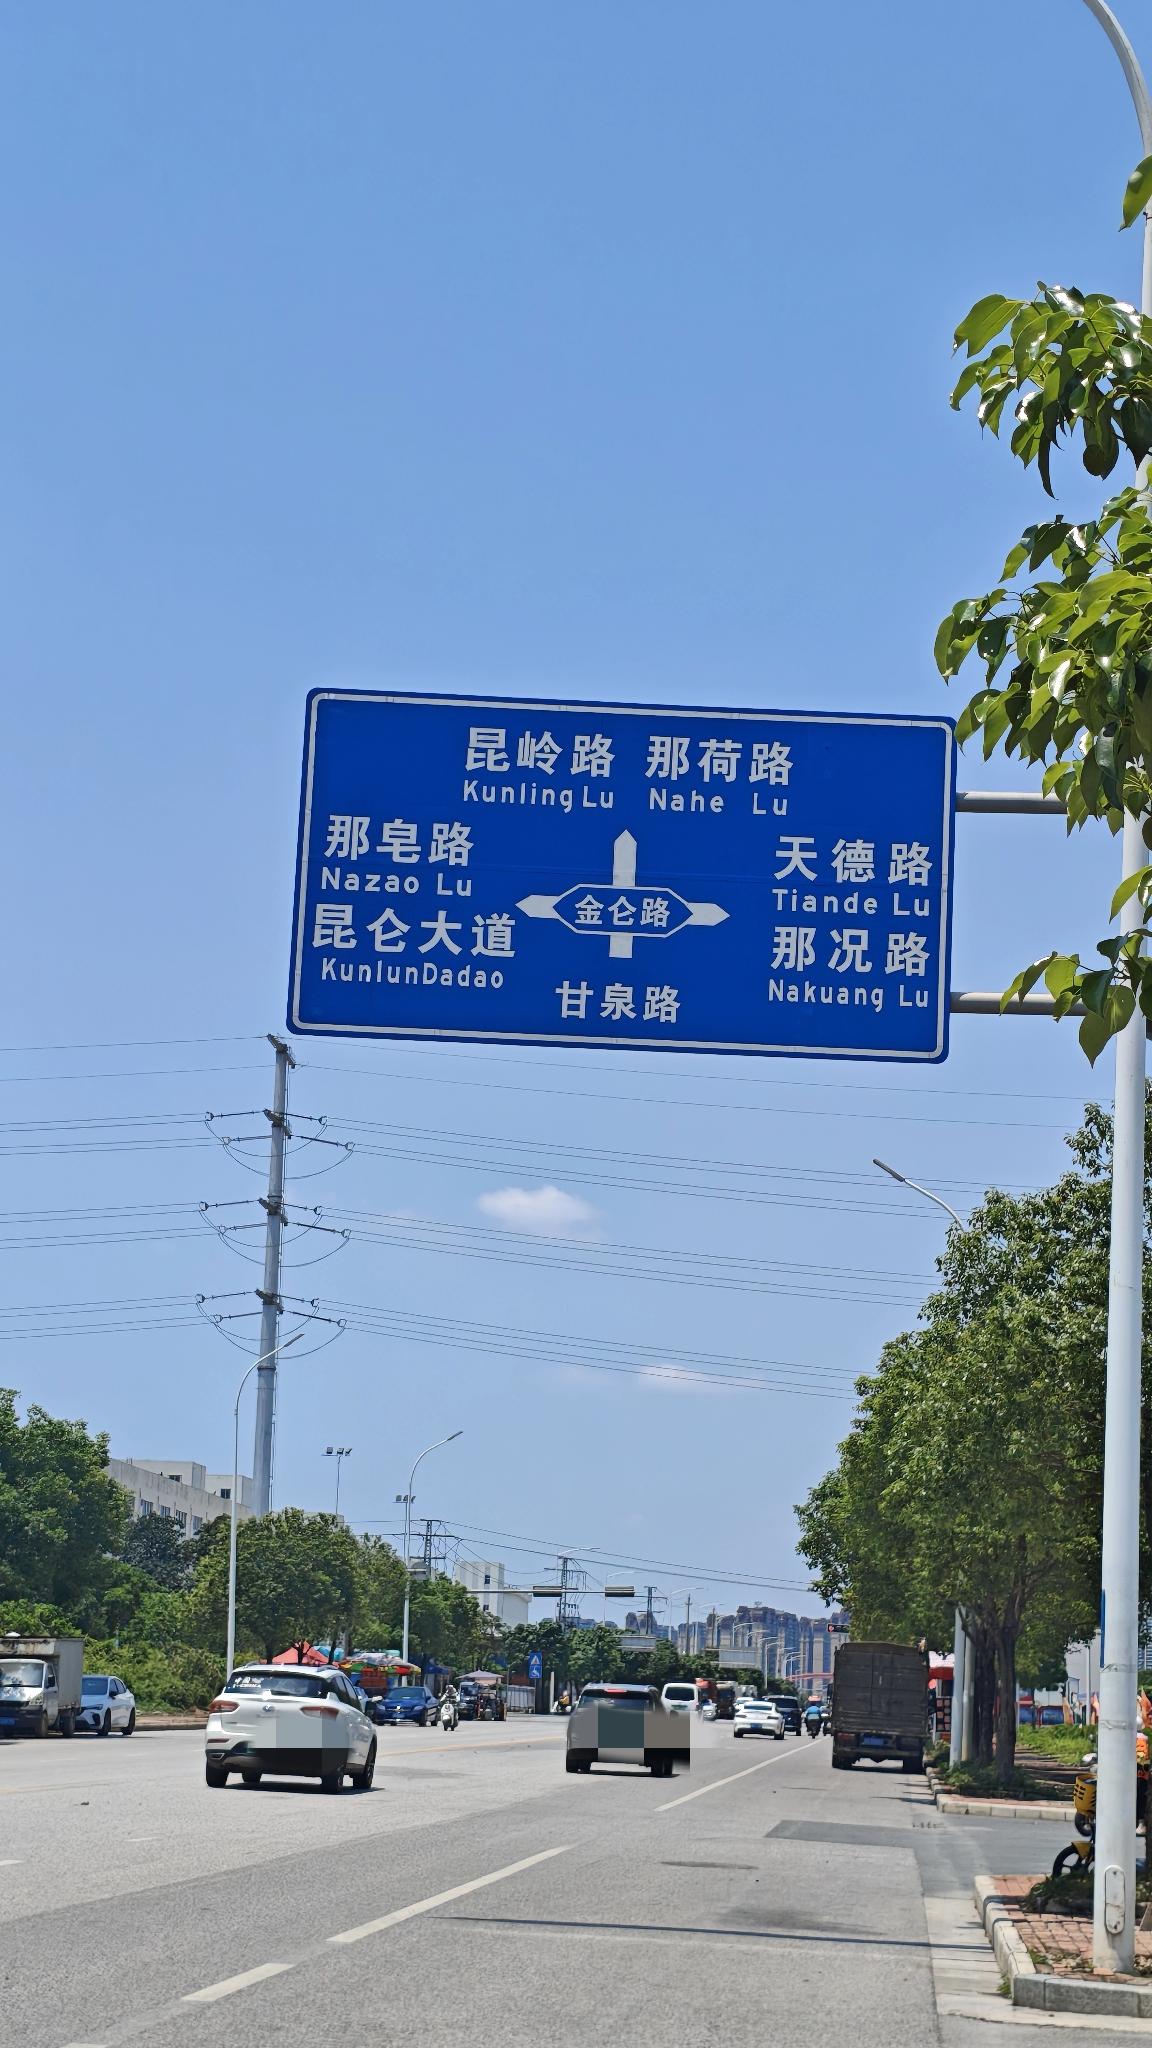 昆岭路 那荷路
Kunling Lu Nahe Lu
那皂路
Nazao Lu
昆仑大道
KunlunDadao
金仑路
天德路
Tiande Lu
那况路
Nakuang Lu
甘泉路